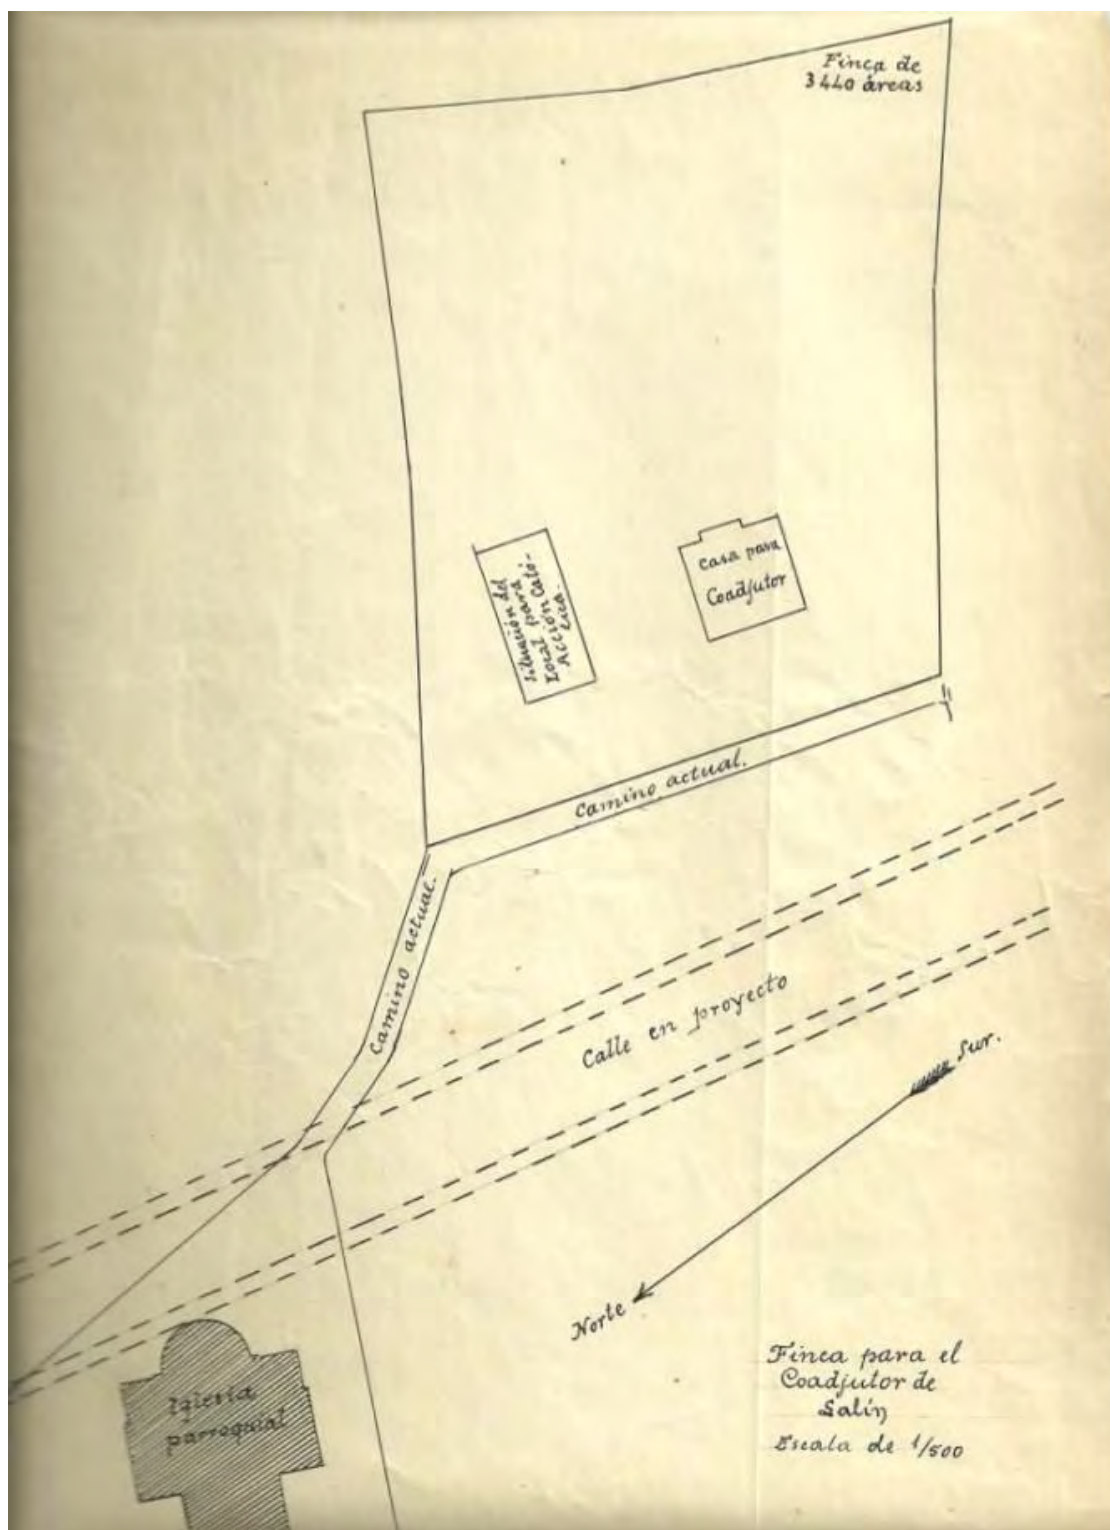 Finca de
3440 áreas
Situación del
Local para
Acción Cató-
lica.
casa para
Coadjutor
Camino actual.
Camino actual.
Calle en proyecto
Sur.
Norte
Iglesia
parroquial
Finca para el
Coadjutor de
Lalín
Escala de 1/500